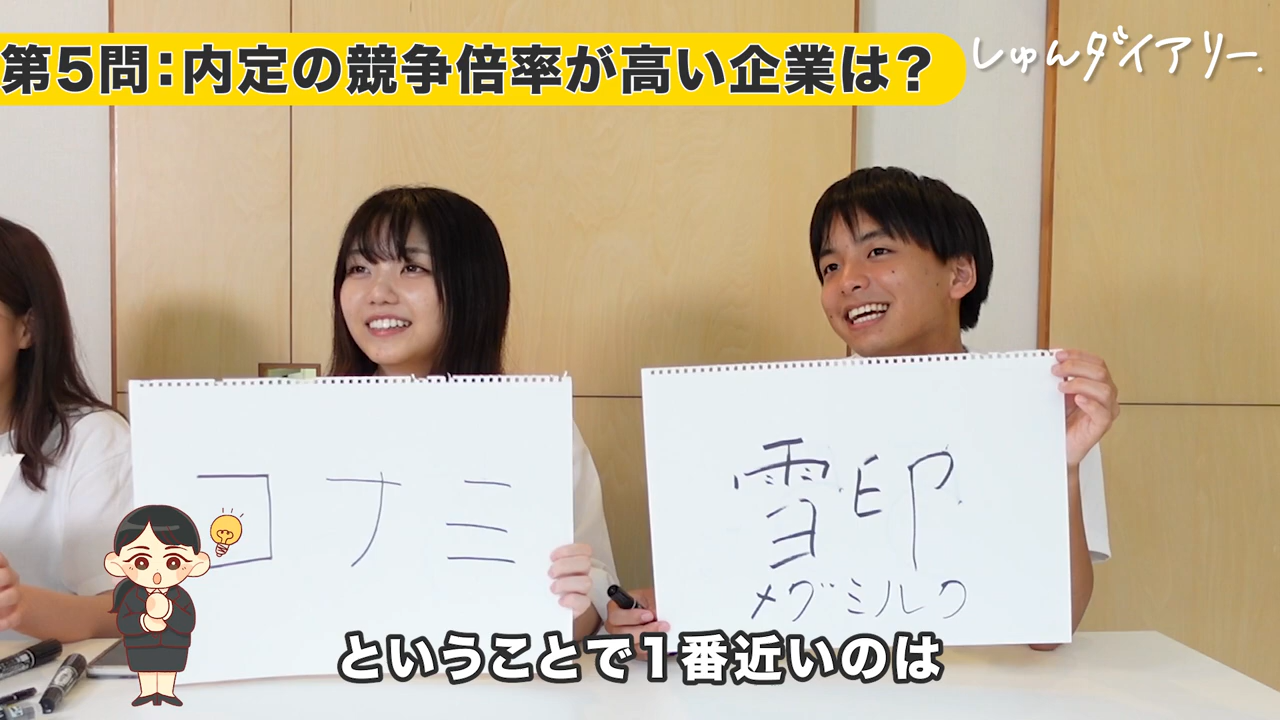 第5問:内定の競争倍率が高い企業は?
しゅんダイアリー.
コナミ
雪印
メグミルク
ということで1番近いのは